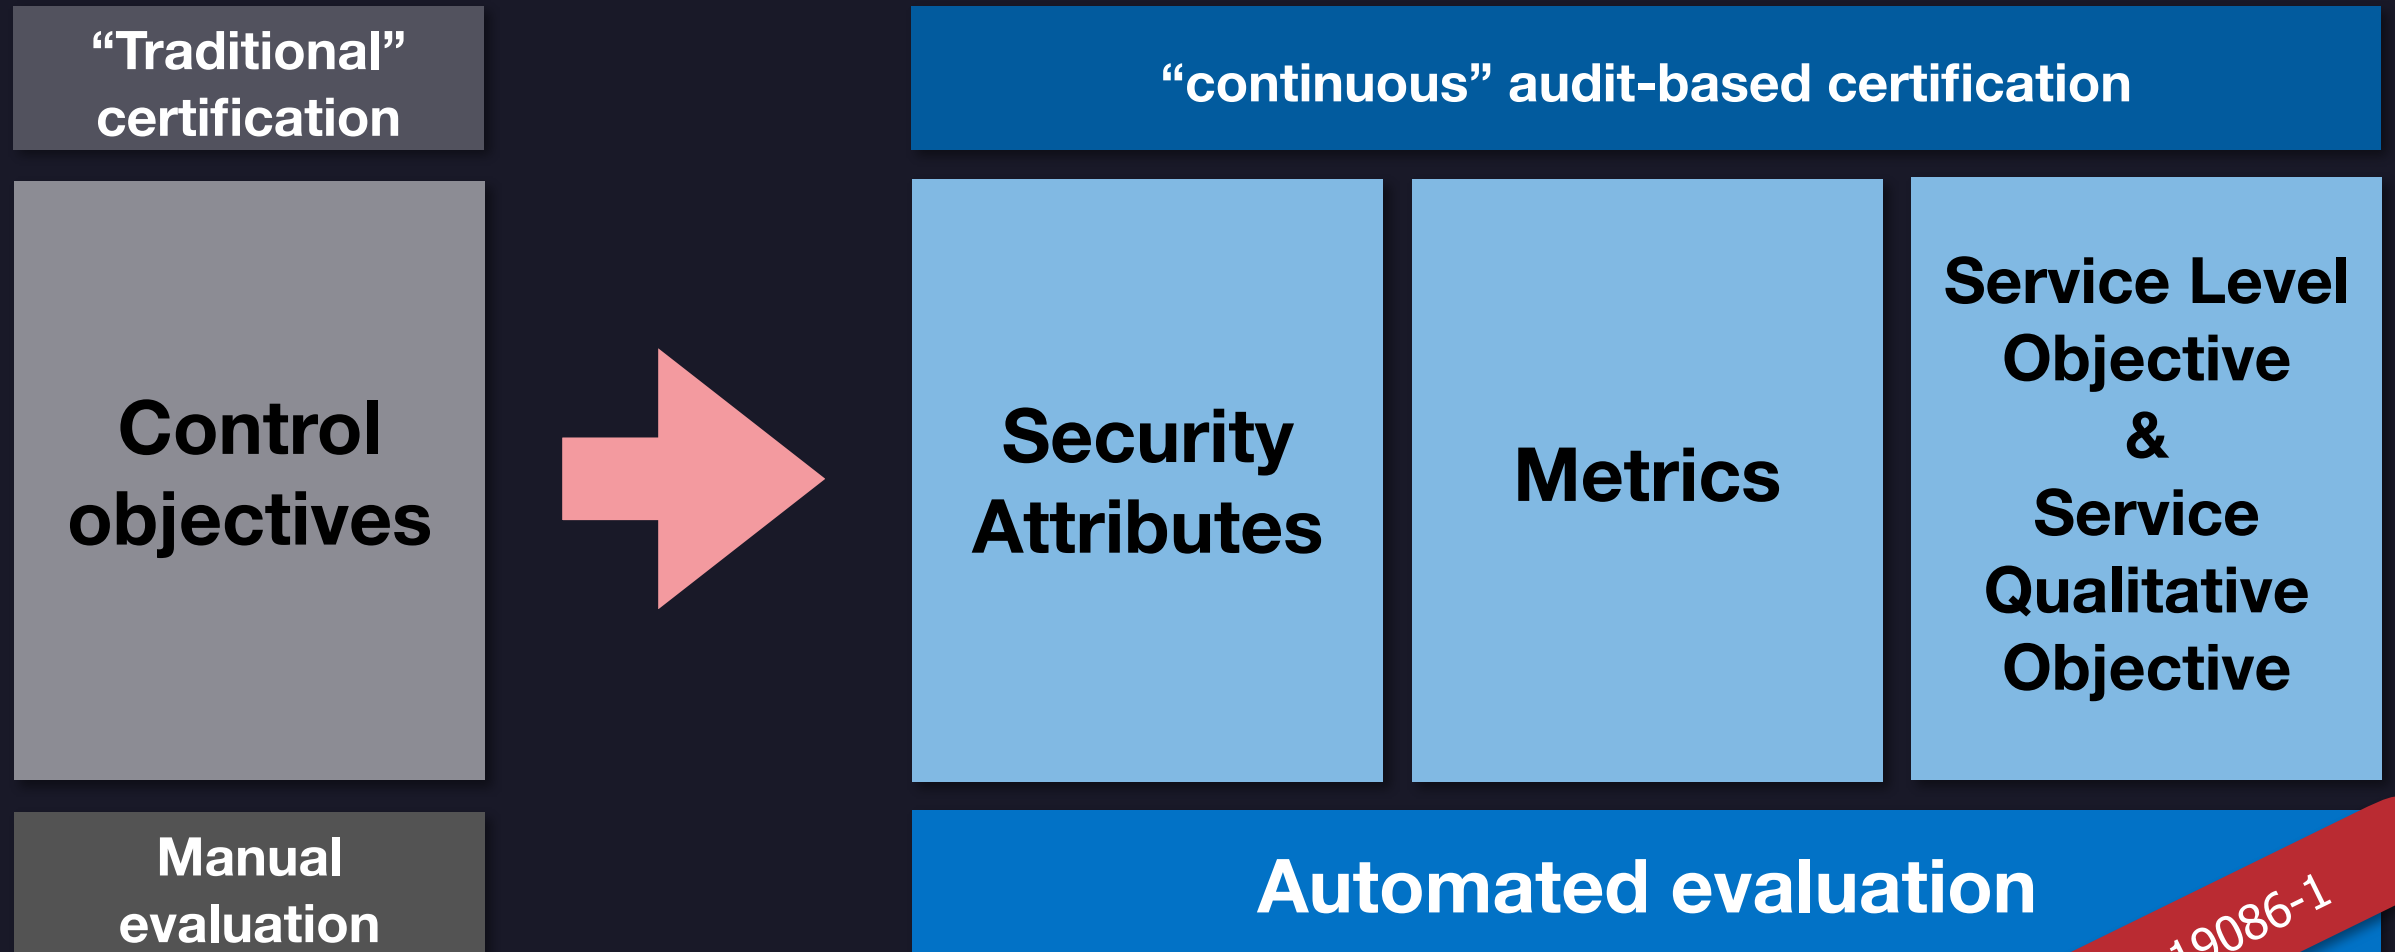 “Traditional”
certification
“continuous” audit-based certification
Control
objectives
Security
Attributes
Metrics
Service Level
Objective
&
Service
Qualitative
Objective
Manual
evaluation
Automated evaluation
19086-1